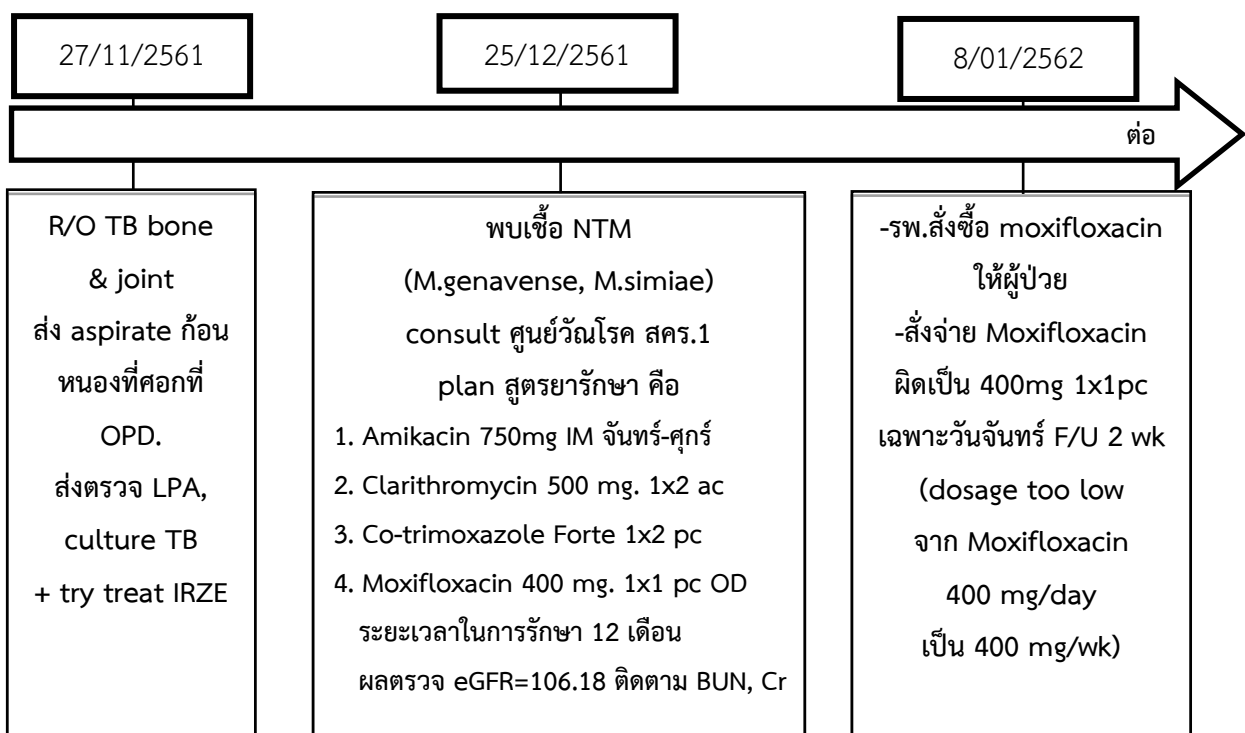 27/11/2561
25/12/2561
8/01/2562
ต่อ
R/O TB bone
& joint
ส่ง aspirate ก้อน
หนองที่ศอกที่
OPD.
ส่งตรวจ LPA,
culture TB
+ try treat IRZE
พบเชื้อ NTM
(M.genavense, M.simiae)
consult ศูนย์วัณโรค สคร.1
plan สูตรยารักษา คือ
1. Amikacin 750mg IM จันทร์-ศุกร์
2. Clarithromycin 500 mg. 1x2 ac
3. Co-trimoxazole Forte 1x2 pc
4. Moxifloxacin 400 mg. 1x1 pc OD
ระยะเวลาในการรักษา 12 เดือน
ผลตรวจ eGFR=106.18 ติดตาม BUN, Cr
-รพ.สั่งซื้อ moxifloxacin
ให้ผู้ป่วย
-สั่งจ่าย Moxifloxacin
ผิดเป็น 400mg 1x1pc
เฉพาะวันจันทร์ F/U 2 wk
(dosage too low
จาก Moxifloxacin
400 mg/day
เป็น 400 mg/wk)